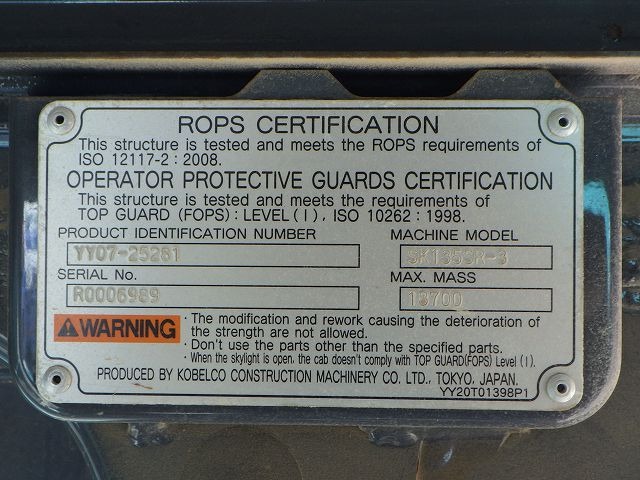 ROPS CERTIFICATION
This structure is tested and meets the ROPS requirements of
ISO 12117-2 : 2008.
OPERATOR PROTECTIVE GUARDS CERTIFICATION
This structure is tested and meets the requirements of
TOP GUARD (FOPS) : LEVEL ( I ) , ISO 10262 : 1998.
PRODUCT IDENTIFICATION NUMBER
YY07-25281
MACHINE MODEL
SK135SR-3
SERIAL No.
R0006989
MAX. MASS
18700
WARNING
· The modification and rework causing the deterioration of
the strength are not allowed.
· Don't use the parts other than the specified parts.
· When the skylight is open, the cab doesn't comply with TOP GUARD(FOPS) Level ( I ).
PRODUCED BY KOBELCO CONSTRUCTION MACHINERY CO. LTD., TOKYO, JAPAN.
YY20T01398P1